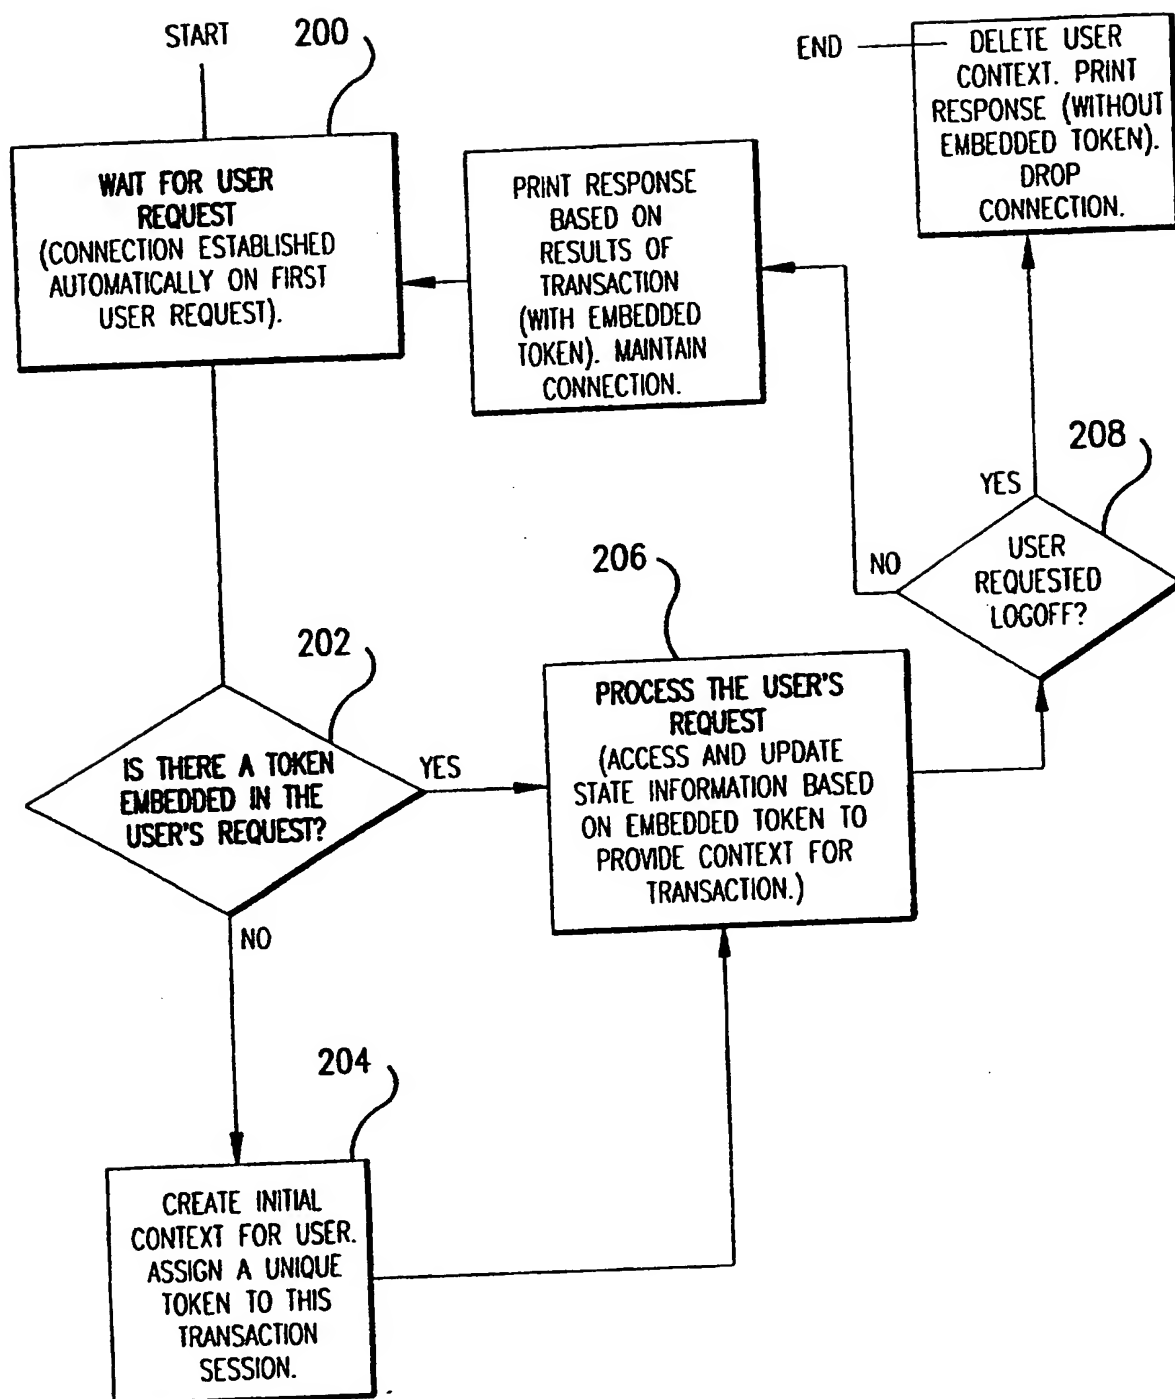 START
200
WAIT FOR USER
REQUEST
(CONNECTION ESTABLISHED
AUTOMATICALLY ON FIRST
USER REQUEST).
PRINT RESPONSE
BASED ON
RESULTS OF
TRANSACTION
(WITH EMBEDDED
TOKEN). MAINTAIN
CONNECTION.
END
DELETE USER
CONTEXT. PRINT
RESPONSE (WITHOUT
EMBEDDED TOKEN).
DROP
CONNECTION.
208
YES
NO
USER
REQUESTED
LOGOFF?
206
PROCESS THE USER'S
REQUEST
(ACCESS AND UPDATE
STATE INFORMATION BASED
ON EMBEDDED TOKEN TO
PROVIDE CONTEXT FOR
TRANSACTION.)
202
IS THERE A TOKEN
EMBEDDED IN THE
USER'S REQUEST?
YES
NO
204
CREATE INITIAL
CONTEXT FOR USER.
ASSIGN A UNIQUE
TOKEN TO THIS
TRANSACTION
SESSION.